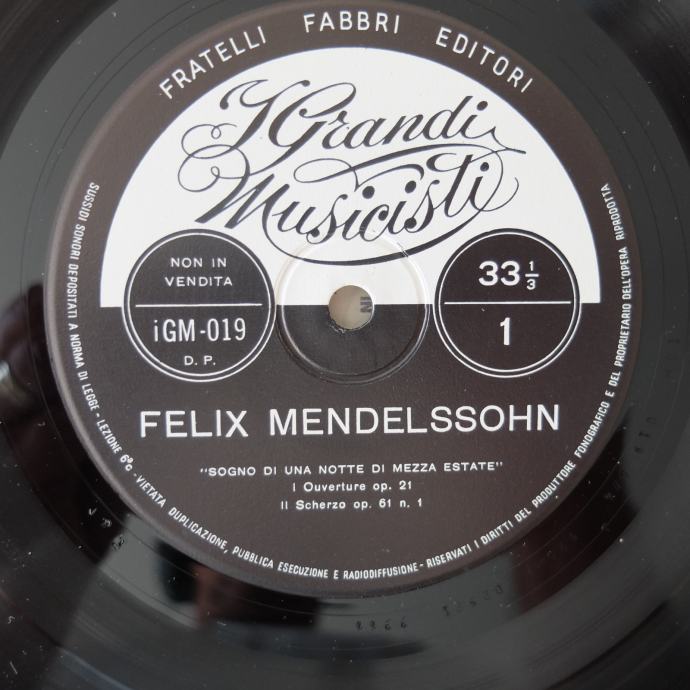 FRATELLI FABBRI EDITORI
I Grandi
Musicisti
NON IN
VENDITA
iGM-019
D. P.
33 1/3
1
FELIX MENDELSSOHN
"SOGNO DI UNA NOTTE DI MEZZA ESTATE"
I Ouverture op. 21
II Scherzo op. 61 n. 1
SUSSIDI SONORI DEPOSITATI A NORMA DI LEGGE - LEZIONE 6ª - VIETATA DUPLICAZIONE, PUBBLICA ESECUZIONE E RADIODIFFUSIONE - RISERVATI I DIRITTI DEL PRODUTTORE FONOGRAFICO E DEL PROPRIETARIO DELL'OPERA RIPRODOTTA